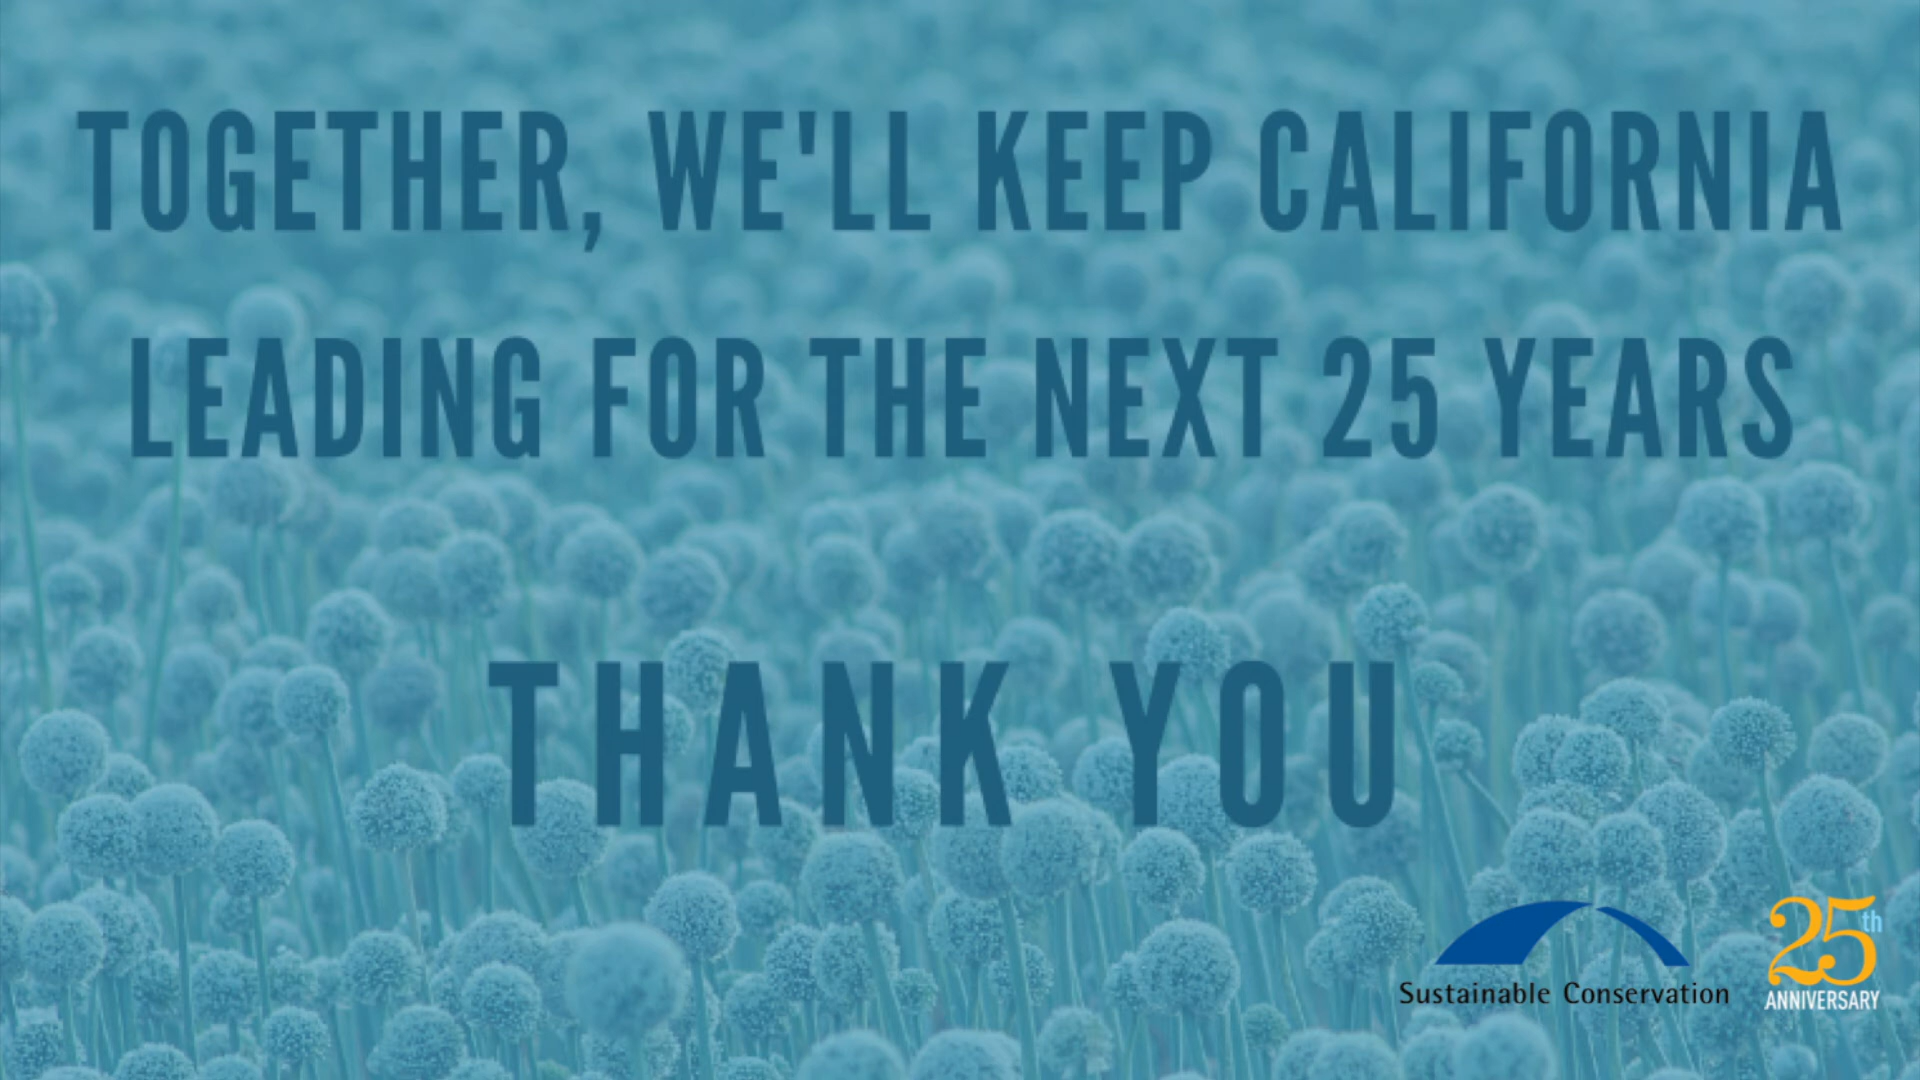 TOGETHER, WE'LL KEEP CALIFORNIA
LEADING FOR THE NEXT 25 YEARS
THANK YOU
Sustainable Conservation
25th
ANNIVERSARY